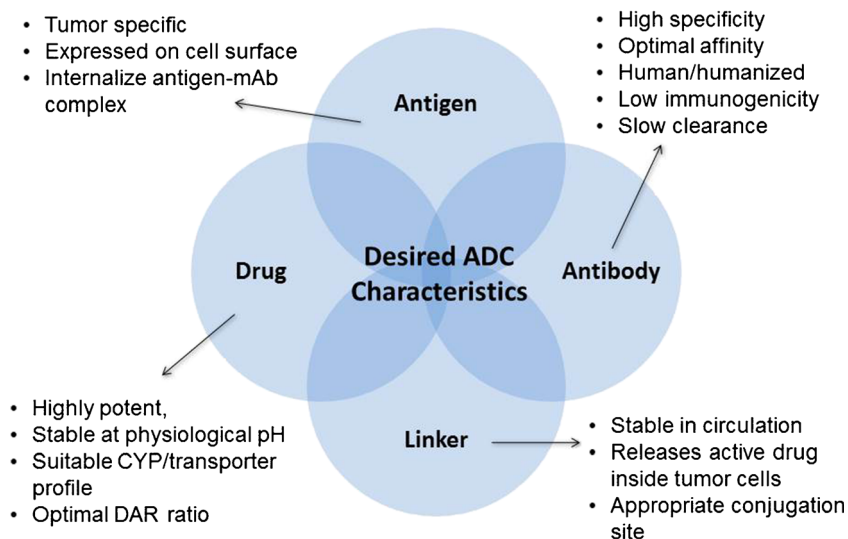 • Tumor specific
• Expressed on cell surface
• Internalize antigen-mAb
complex
• High specificity
• Optimal affinity
• Human/humanized
• Low immunogenicity
• Slow clearance
Antigen
Drug
Desired ADC
Characteristics
Antibody
Linker
• Highly potent,
• Stable at physiological pH
• Suitable CYP/transporter
profile
• Optimal DAR ratio
• Stable in circulation
• Releases active drug
inside tumor cells
• Appropriate conjugation
site